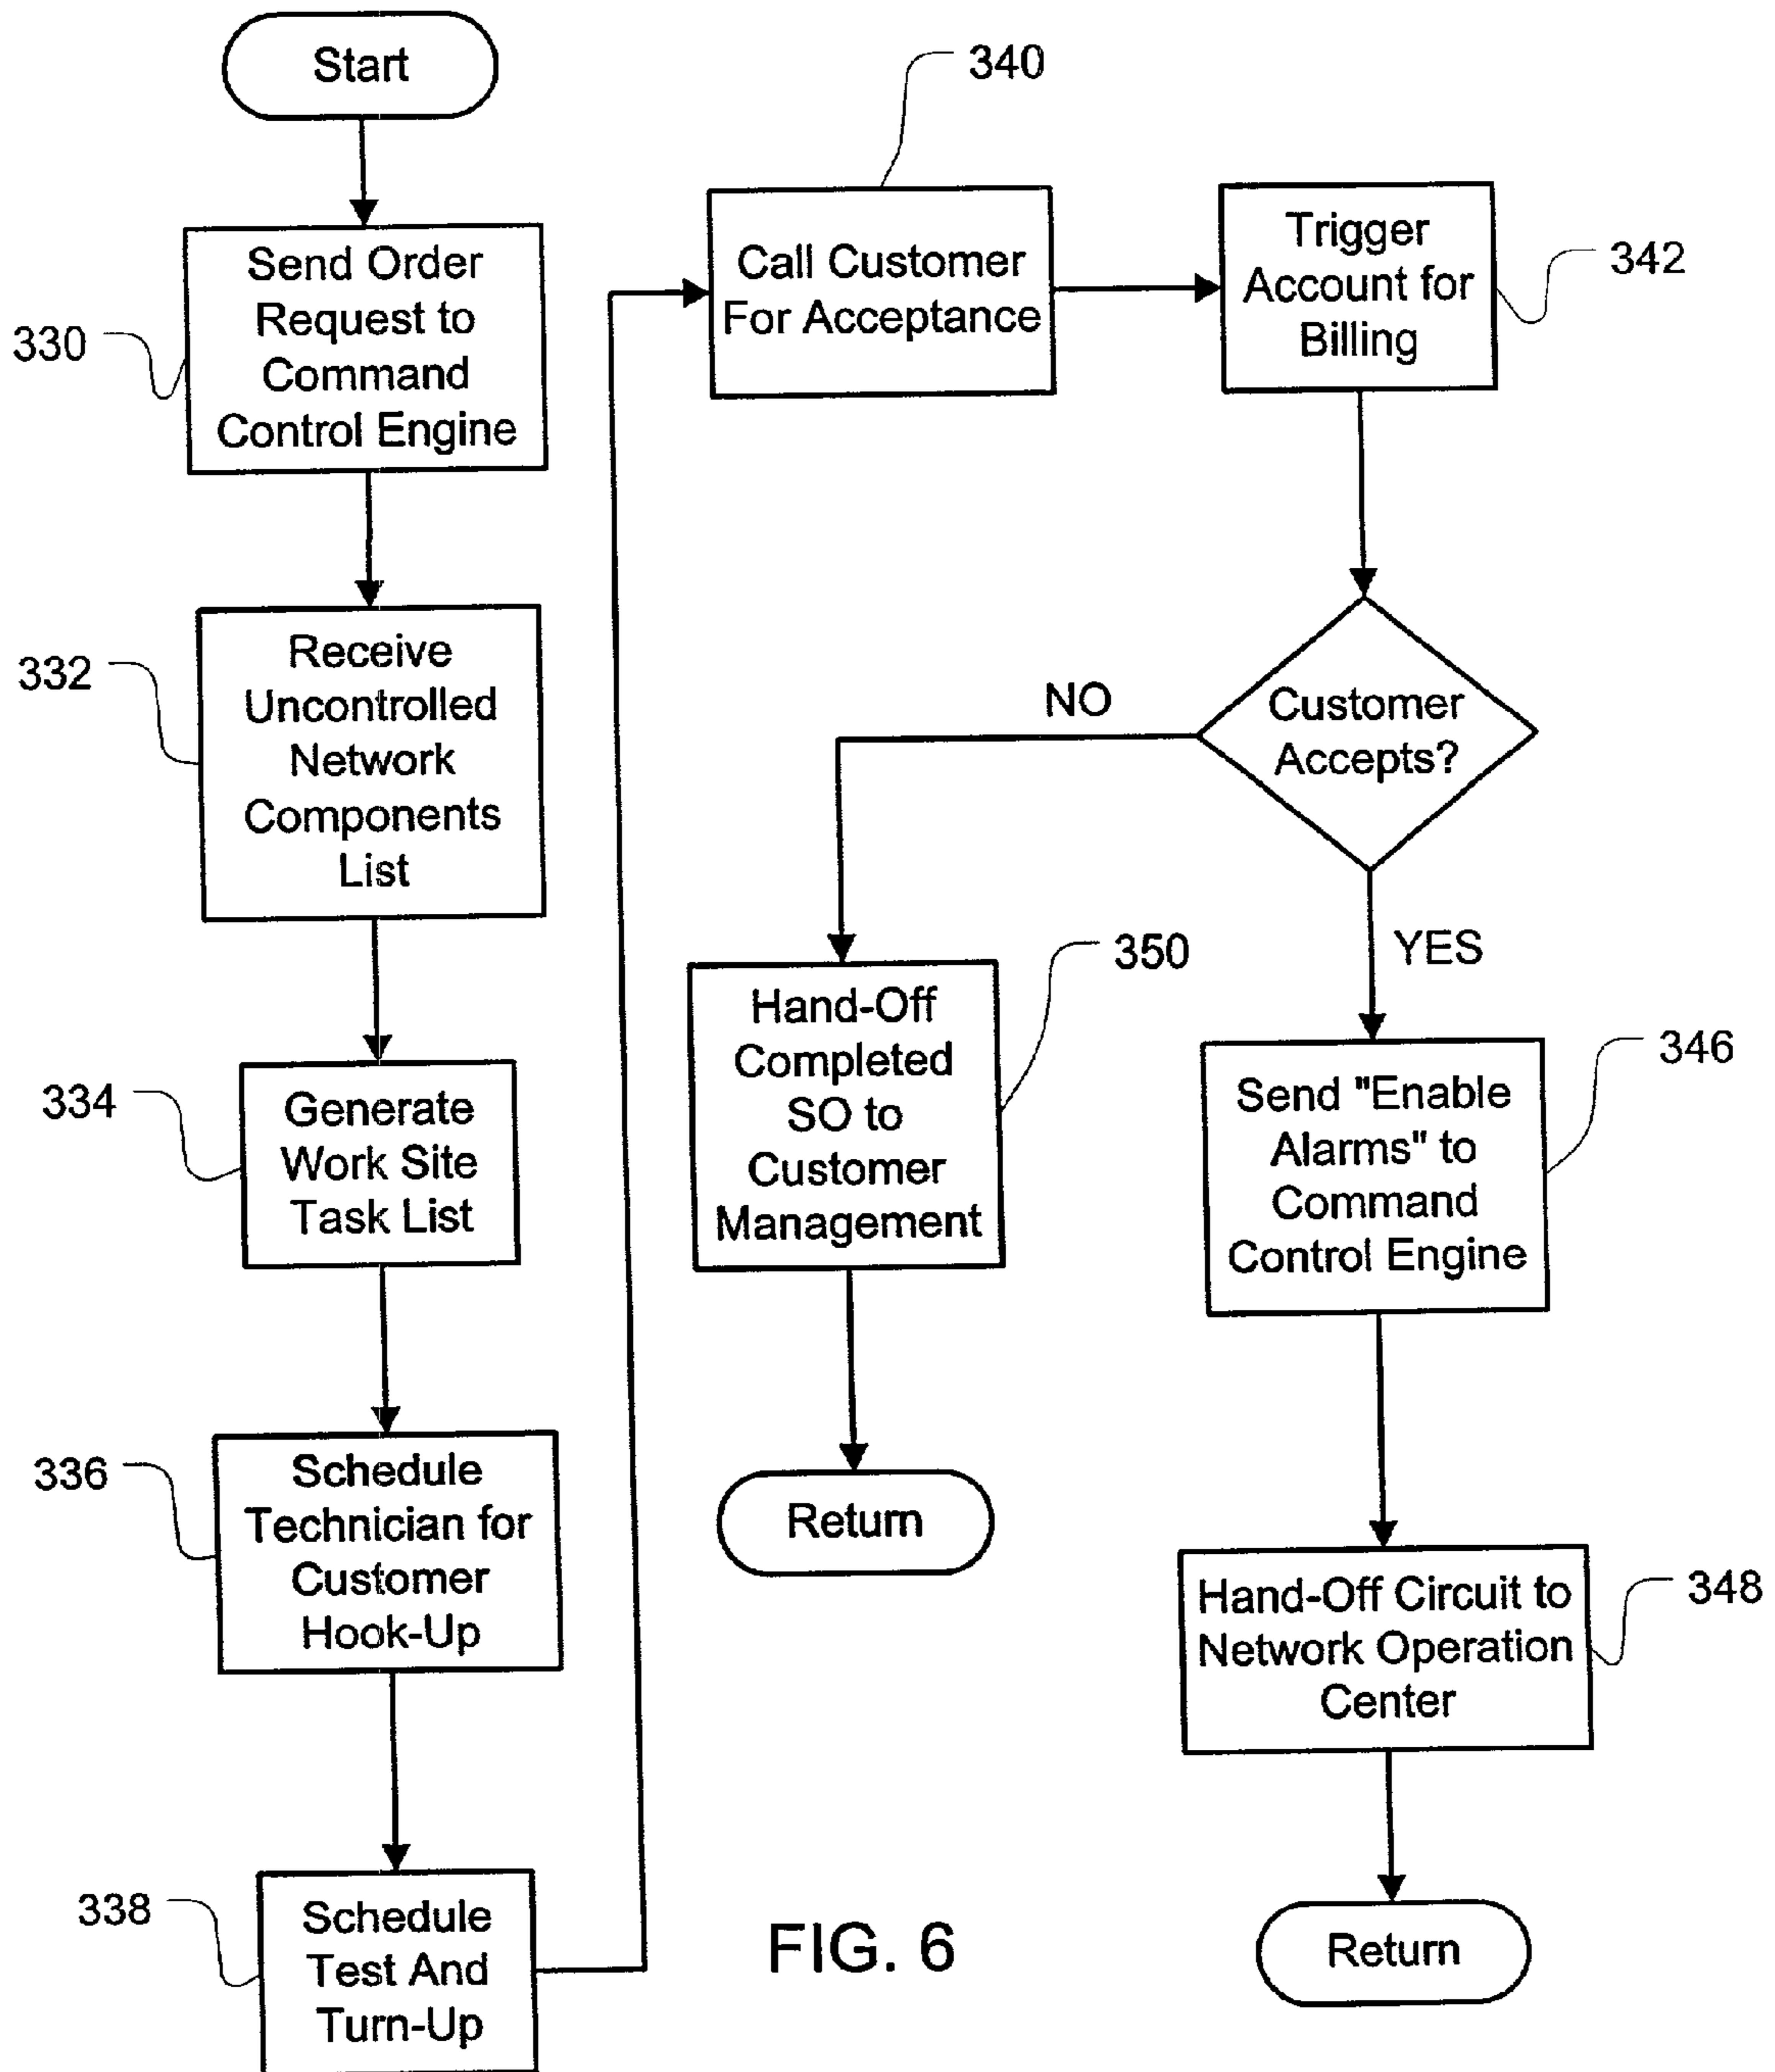 Start
330
Send Order
Request to
Command
Control Engine
332
Receive
Uncontrolled
Network
Components
List
334
Generate
Work Site
Task List
336
Schedule
Technician for
Customer
Hook-Up
338
Schedule
Test And
Turn-Up
340
Call Customer
For Acceptance
342
Trigger
Account for
Billing
Customer
Accepts?
NO
YES
350
Hand-Off
Completed
SO to
Customer
Management
Return
346
Send "Enable
Alarms" to
Command
Control Engine
348
Hand-Off Circuit to
Network Operation
Center
Return
FIG. 6